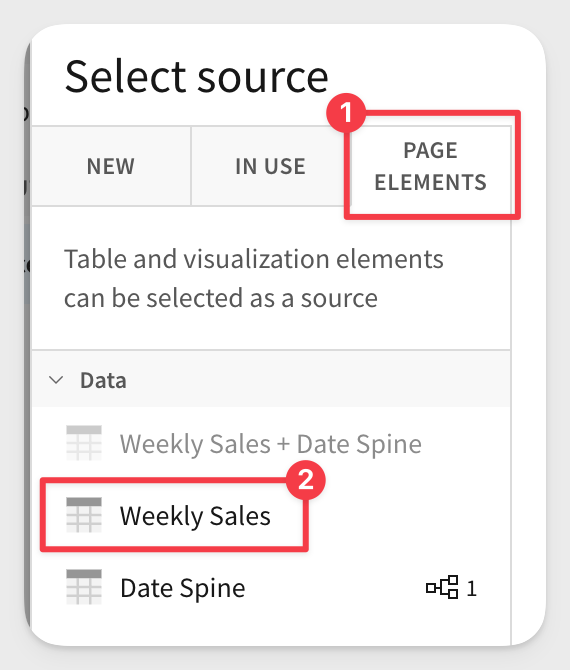 Select source
1
NEW
IN USE
PAGE
ELEMENTS
Table and visualization elements
can be selected as a source
Data
Weekly Sales + Date Spine
2
Weekly Sales
Date Spine
1